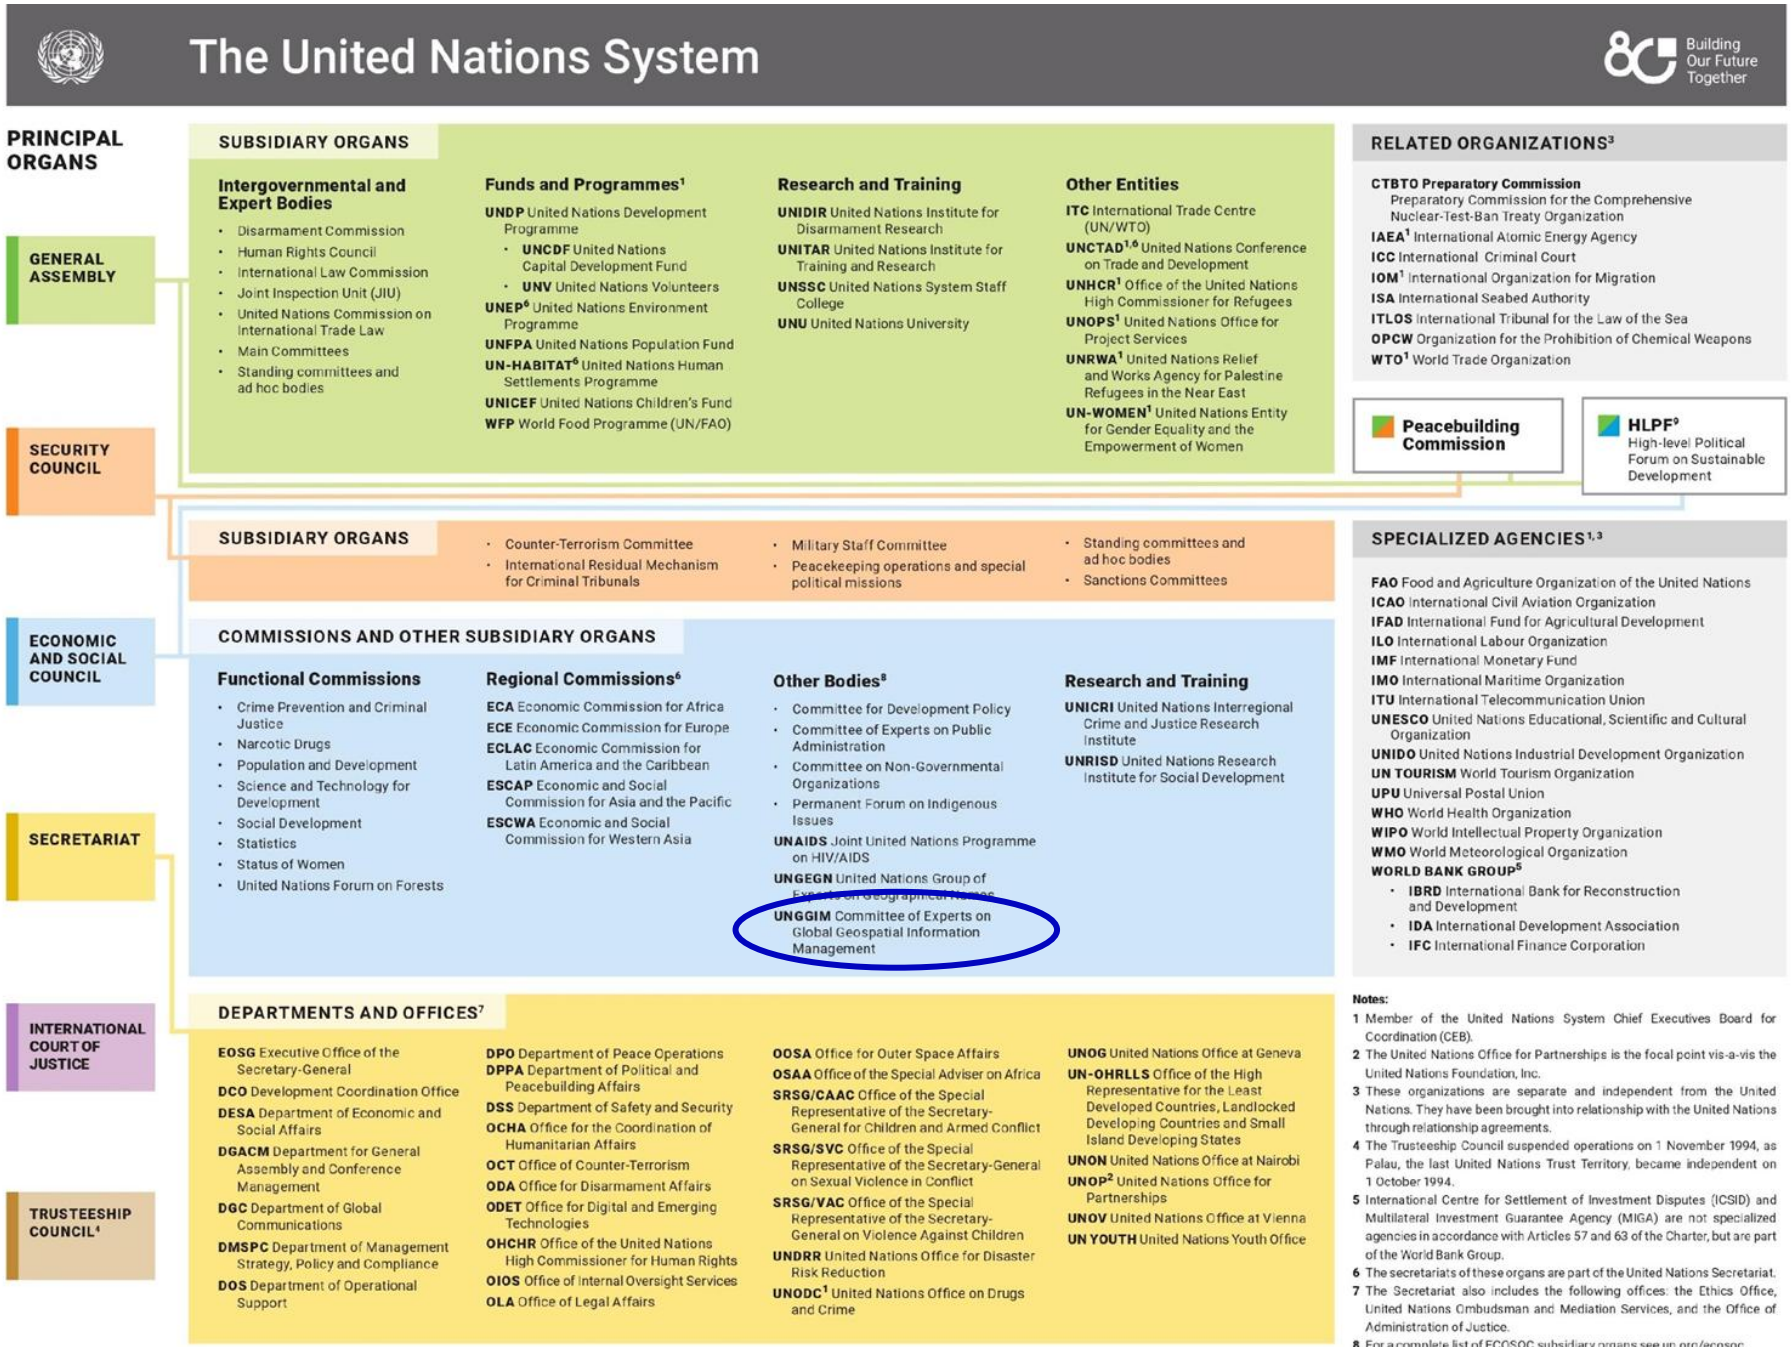 The United Nations System
8C
Building
Our Future
Together
PRINCIPAL
ORGANS
GENERAL
ASSEMBLY
SECURITY
COUNCIL
ECONOMIC
AND SOCIAL
COUNCIL
SECRETARIAT
INTERNATIONAL
COURT OF
JUSTICE
TRUSTEESHIP
COUNCIL⁴
SUBSIDIARY ORGANS
Intergovernmental and
Expert Bodies
• Disarmament Commission
• Human Rights Council
• International Law Commission
• Joint Inspection Unit (JIU)
• United Nations Commission on
International Trade Law
• Main Committees
• Standing committees and
ad hoc bodies
Funds and Programmes¹
UNDP United Nations Development
Programme
• UNCDF United Nations
Capital Development Fund
• UNV United Nations Volunteers
UNEP⁶ United Nations Environment
Programme
UNFPA United Nations Population Fund
UN-HABITAT⁶ United Nations Human
Settlements Programme
UNICEF United Nations Children's Fund
WFP World Food Programme (UN/FAO)
Research and Training
UNIDIR United Nations Institute for
Disarmament Research
UNITAR United Nations Institute for
Training and Research
UNSSC United Nations System Staff
College
UNU United Nations University
Other Entities
ITC International Trade Centre
(UN/WTO)
UNCTAD¹,⁶ United Nations Conference
on Trade and Development
UNHCR¹ Office of the United Nations
High Commissioner for Refugees
UNOPS¹ United Nations Office for
Project Services
UNRWA¹ United Nations Relief
and Works Agency for Palestine
Refugees in the Near East
UN-WOMEN¹ United Nations Entity
for Gender Equality and the
Empowerment of Women
RELATED ORGANIZATIONS³
CTBTO Preparatory Commission
Preparatory Commission for the Comprehensive
Nuclear-Test-Ban Treaty Organization
IAEA¹ International Atomic Energy Agency
ICC International Criminal Court
IOM¹ International Organization for Migration
ISA International Seabed Authority
ITLOS International Tribunal for the Law of the Sea
OPCW Organization for the Prohibition of Chemical Weapons
WTO¹ World Trade Organization
Peacebuilding
Commission
HLPF⁹
High-level Political
Forum on Sustainable
Development
SUBSIDIARY ORGANS
• Counter-Terrorism Committee
• International Residual Mechanism
for Criminal Tribunals
• Military Staff Committee
• Peacekeeping operations and special
political missions
• Standing committees and
ad hoc bodies
• Sanctions Committees
COMMISSIONS AND OTHER SUBSIDIARY ORGANS
Functional Commissions
• Crime Prevention and Criminal
Justice
• Narcotic Drugs
• Population and Development
• Science and Technology for
Development
• Social Development
• Statistics
• Status of Women
• United Nations Forum on Forests
Regional Commissions⁶
ECA Economic Commission for Africa
ECE Economic Commission for Europe
ECLAC Economic Commission for
Latin America and the Caribbean
ESCAP Economic and Social
Commission for Asia and the Pacific
ESCWA Economic and Social
Commission for Western Asia
Other Bodies⁸
• Committee for Development Policy
• Committee of Experts on Public
Administration
• Committee on Non-Governmental
Organizations
• Permanent Forum on Indigenous
Issues
UNAIDS Joint United Nations Programme
on HIV/AIDS
UNGEGN United Nations Group of
Experts on Geographical Names
UNGGIM Committee of Experts on
Global Geospatial Information
Management
Research and Training
UNICRI United Nations Interregional
Crime and Justice Research
Institute
UNRISD United Nations Research
Institute for Social Development
SPECIALIZED AGENCIES¹,³
FAO Food and Agriculture Organization of the United Nations
ICAO International Civil Aviation Organization
IFAD International Fund for Agricultural Development
ILO International Labour Organization
IMF International Monetary Fund
IMO International Maritime Organization
ITU International Telecommunication Union
UNESCO United Nations Educational, Scientific and Cultural
Organization
UNIDO United Nations Industrial Development Organization
UN TOURISM World Tourism Organization
UPU Universal Postal Union
WHO World Health Organization
WIPO World Intellectual Property Organization
WMO World Meteorological Organization
WORLD BANK GROUP⁵
• IBRD International Bank for Reconstruction
and Development
• IDA International Development Association
• IFC International Finance Corporation
DEPARTMENTS AND OFFICES⁷
EOSG Executive Office of the
Secretary-General
DCO Development Coordination Office
DESA Department of Economic and
Social Affairs
DGACM Department for General
Assembly and Conference
Management
DGC Department of Global
Communications
DMSPC Department of Management
Strategy, Policy and Compliance
DOS Department of Operational
Support
DPO Department of Peace Operations
DPPA Department of Political and
Peacebuilding Affairs
DSS Department of Safety and Security
OCHA Office for the Coordination of
Humanitarian Affairs
OCT Office of Counter-Terrorism
ODA Office for Disarmament Affairs
ODET Office for Digital and Emerging
Technologies
OHCHR Office of the United Nations
High Commissioner for Human Rights
OIOS Office of Internal Oversight Services
OLA Office of Legal Affairs
OOSA Office for Outer Space Affairs
OSAA Office of the Special Adviser on Africa
SRSG/CAAC Office of the Special
Representative of the Secretary-
General for Children and Armed Conflict
SRSG/SVC Office of the Special
Representative of the Secretary-General
on Sexual Violence in Conflict
SRSG/VAC Office of the Special
Representative of the Secretary-
General on Violence Against Children
UNDRR United Nations Office for Disaster
Risk Reduction
UNODC¹ United Nations Office on Drugs
and Crime
UNOG United Nations Office at Geneva
UN-OHRLLS Office of the High
Representative for the Least
Developed Countries, Landlocked
Developing Countries and Small
Island Developing States
UNON United Nations Office at Nairobi
UNOP² United Nations Office for
Partnerships
UNOV United Nations Office at Vienna
UN YOUTH United Nations Youth Office
Notes:
1 Member of the United Nations System Chief Executives Board for
Coordination (CEB).
2 The United Nations Office for Partnerships is the focal point vis-a-vis the
United Nations Foundation, Inc.
3 These organizations are separate and independent from the United
Nations. They have been brought into relationship with the United Nations
through relationship agreements.
4 The Trusteeship Council suspended operations on 1 November 1994, as
Palau, the last United Nations Trust Territory, became independent on
1 October 1994.
5 International Centre for Settlement of Investment Disputes (ICSID) and
Multilateral Investment Guarantee Agency (MIGA) are not specialized
agencies in accordance with Articles 57 and 63 of the Charter, but are part
of the World Bank Group.
6 The secretariats of these organs are part of the United Nations Secretariat.
7 The Secretariat also includes the following offices: the Ethics Office,
United Nations Ombudsman and Mediation Services, and the Office of
Administration of Justice.
8 For a complete list of ECOSOC subsidiary organs see un.org/ecosoc.